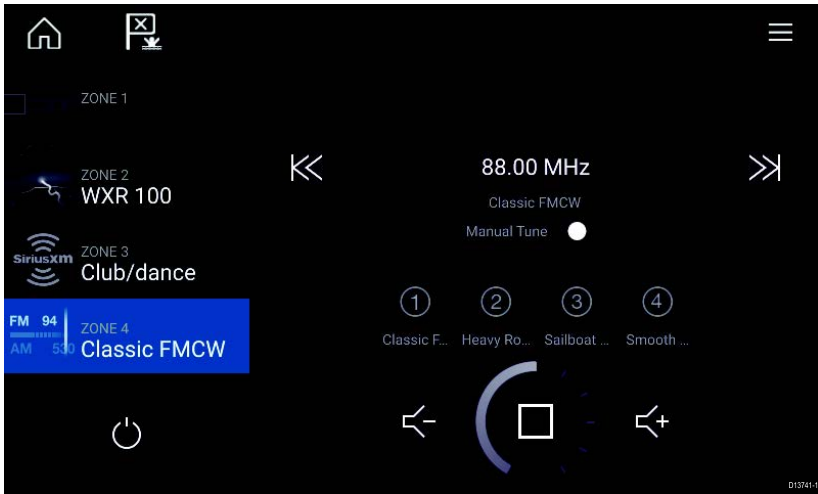 ZONE 1
ZONE 2
WXR 100
siriusxm
ZONE 3
Club/dance
FM 94
AM 530
ZONE 4
Classic FMCW
88.00 MHz
Classic FMCW
Manual Tune
1 2 3 4
Classic F... Heavy Ro... Sailboat ... Smooth ...
D13741-1